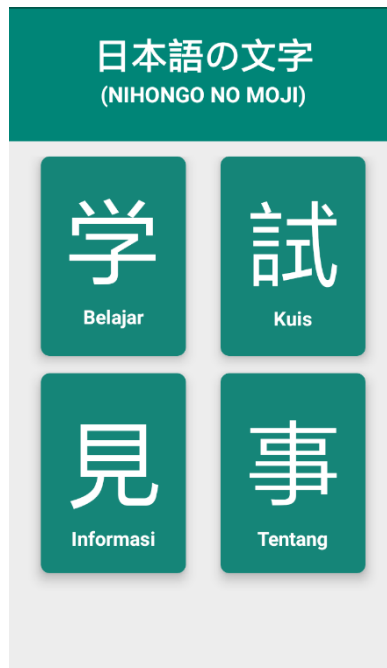 日本語の文字
(NIHONGO NO MOJI)
学
Belajar
試
Kuis
見
Informasi
事
Tentang